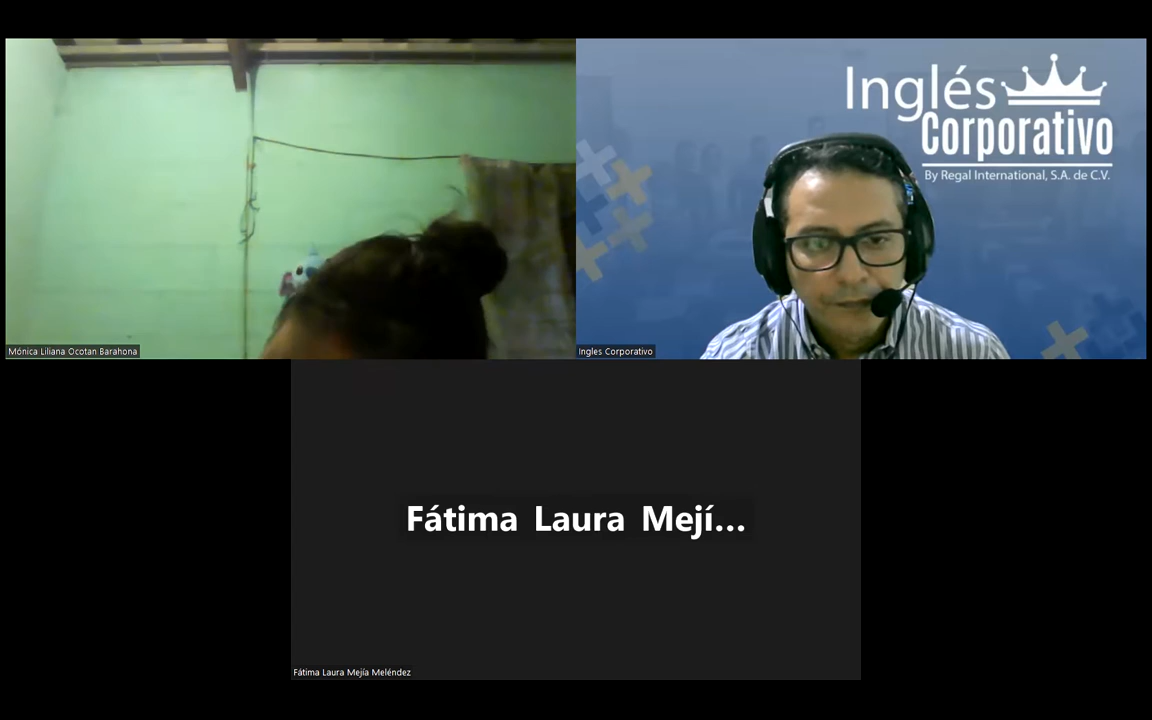 Inglés
Corporativo
By Regal International, S.A. de C.V.
Mónica Liliana Ocotan Barahona
Ingles Corporativo
Fátima Laura Mejí...
Fátima Laura Mejía Meléndez